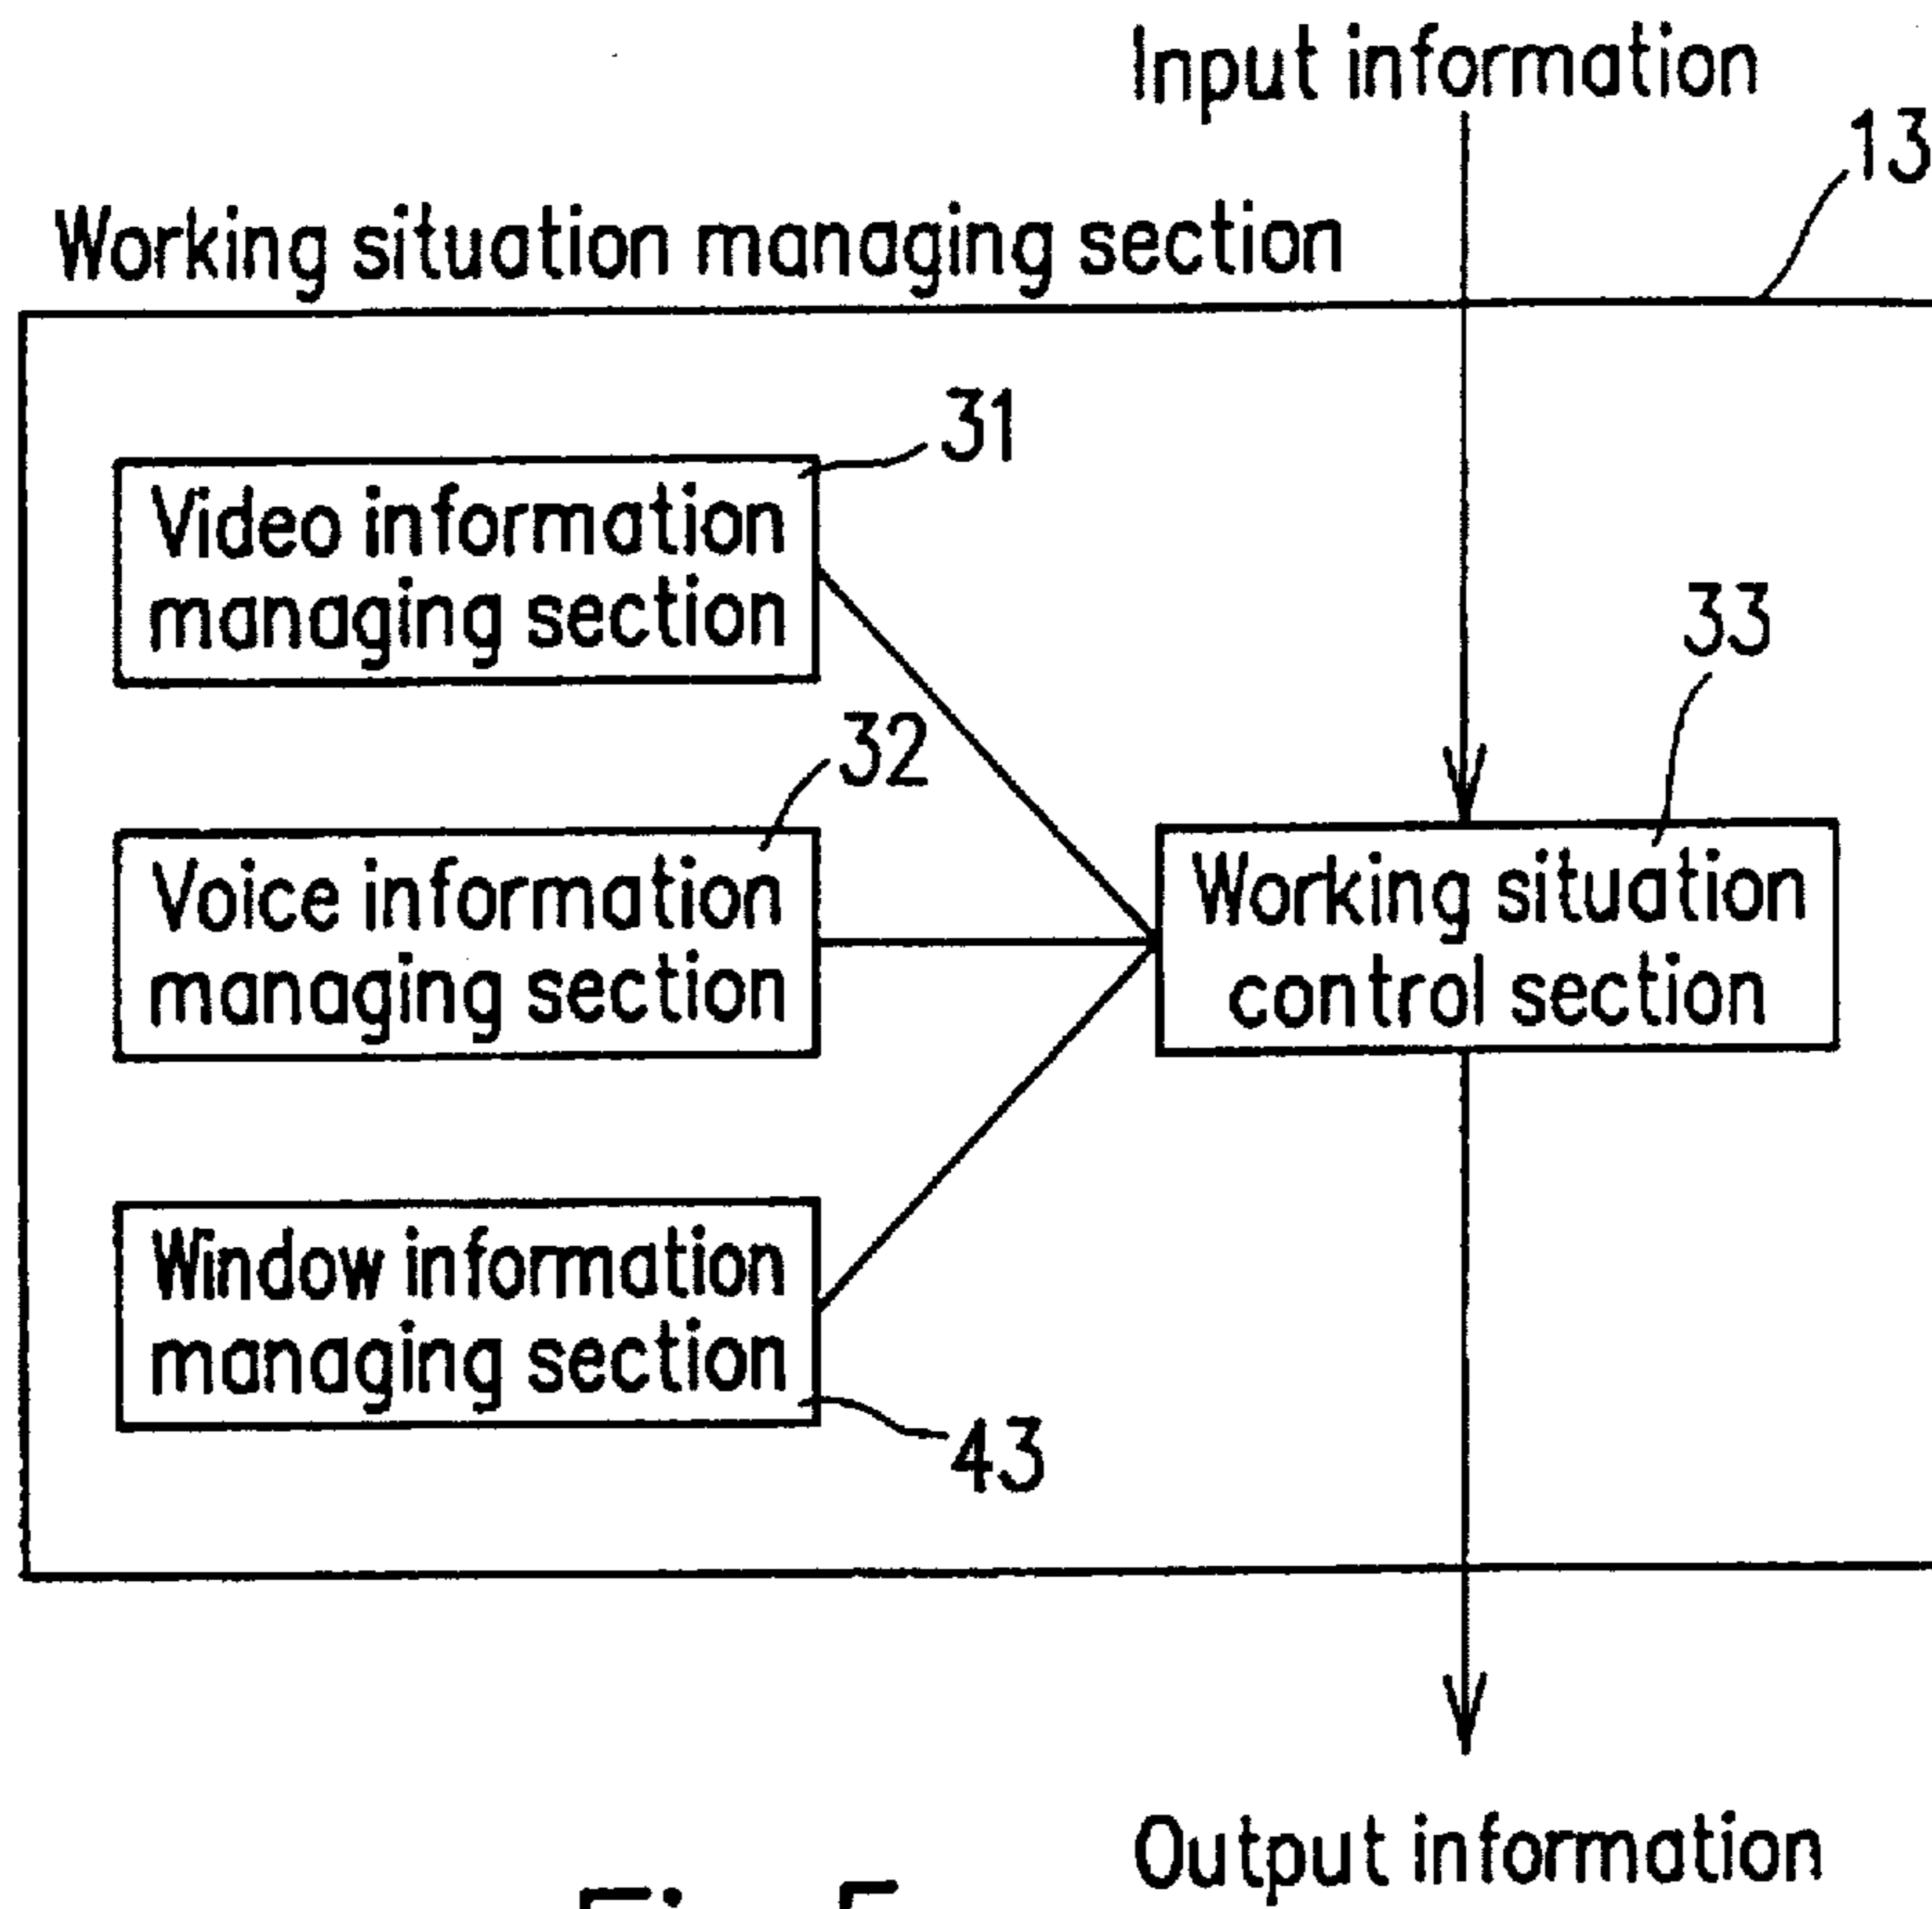 Input information
13
Working situation managing section
31
Video information
managing section
33
32
Voice information
managing section
Working situation
control section
Window information
managing section
43
Output information